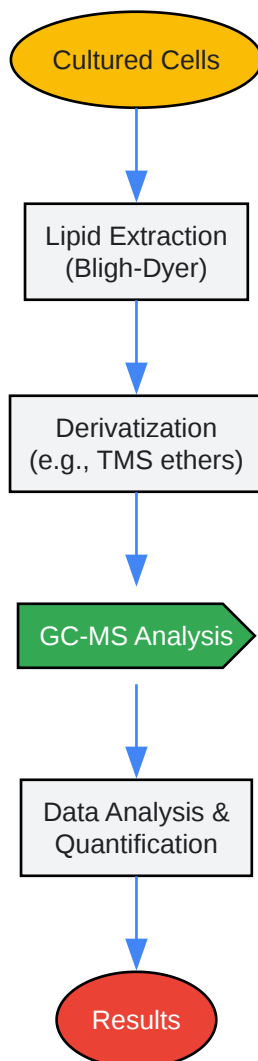 Cultured Cells
Lipid Extraction
(Bligh-Dyer)
Derivatization
(e.g., TMS ethers)
GC-MS Analysis
Data Analysis &
Quantification
Results